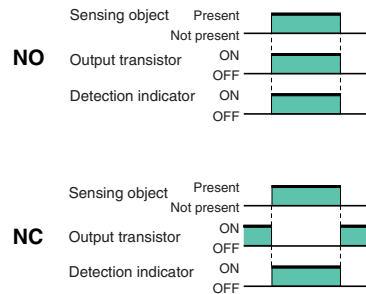 Sensing object Present
Not present
NO Output transistor ON
OFF
Detection indicator ON
OFF
Sensing object Present
Not present
NC Output transistor ON
OFF
Detection indicator ON
OFF